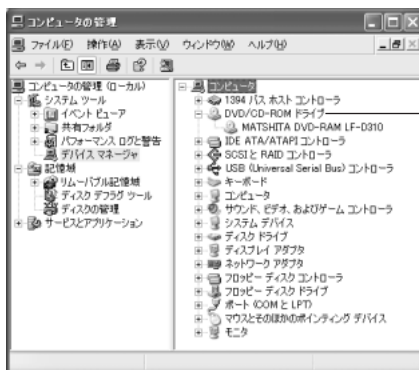 コンピュータの管理
ファイル(F) 操作(A) 表示(V) ウィンドウ(W) ヘルプ(H)
コンピュータの管理 (ローカル)
システム ツール
イベント ビューア
共有フォルダ
パフォーマンス ログと警告
デバイス マネージャ
記憶域
リムーバブル記憶域
ディスク デフラグ ツール
ディスクの管理
サービスとアプリケーション
コンピュータ
1394 バス ホスト コントローラ
DVD/CD-ROM ドライブ
MATSHITA DVD-RAM LF-D310
IDE ATA/ATAPI コントローラ
SCSI と RAID コントローラ
USB (Universal Serial Bus) コントローラ
キーボード
コンピュータ
サウンド、ビデオ、およびゲーム コントローラ
システム デバイス
ディスク ドライブ
ディスプレイ アダプタ
ネットワーク アダプタ
フロッピー ディスク コントローラ
フロッピー ディスク ドライブ
ポート (COM と LPT)
マウスとそのほかのポインティング デバイス
モニタ